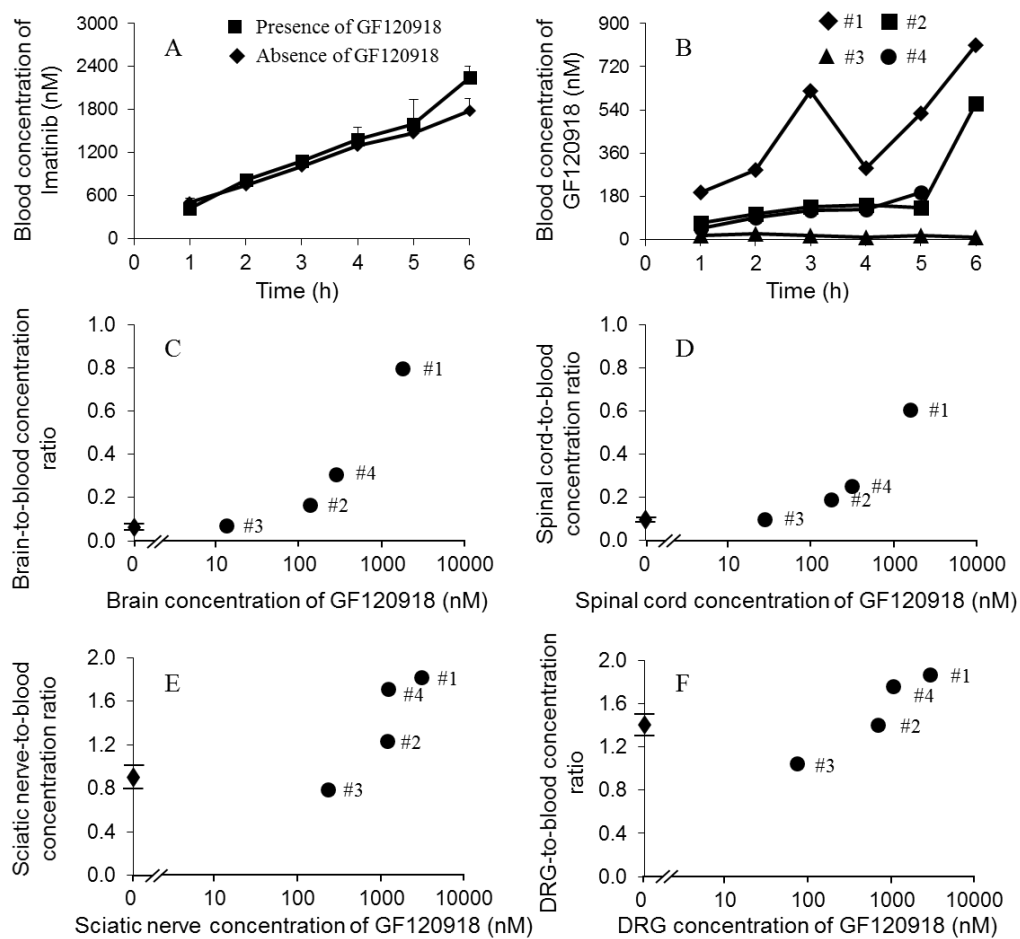 Blood concentration of
Imatinib (nM)
3000
2400
1800
1200
600
0
A
Presence of GF120918
Absence of GF120918
0 1 2 3 4 5 6
Time (h)
Blood concentration of
GF120918 (nM)
900
720
540
360
180
0
B
#1 #2
#3 #4
0 1 2 3 4 5 6
Time (h)
Brain-to-blood concentration
ratio
1.0
0.8
0.6
0.4
0.2
0.0
C
#1
#4
#2
#3
0 10 100 1000 10000
Brain concentration of GF120918 (nM)
Spinal cord-to-blood
concentration ratio
1.0
0.8
0.6
0.4
0.2
0.0
D
#1
#4
#2
#3
0 10 100 1000 10000
Spinal cord concentration of GF120918 (nM)
Sciatic nerve-to-blood
concentration ratio
2.0
1.6
1.2
0.8
0.4
0.0
E
#1
#4
#2
#3
0 10 100 1000 10000
Sciatic nerve concentration of GF120918 (nM)
DRG-to-blood concentration
ratio
2.0
1.6
1.2
0.8
0.4
0.0
F
#1
#4
#2
#3
0 10 100 1000 10000
DRG concentration of GF120918 (nM)